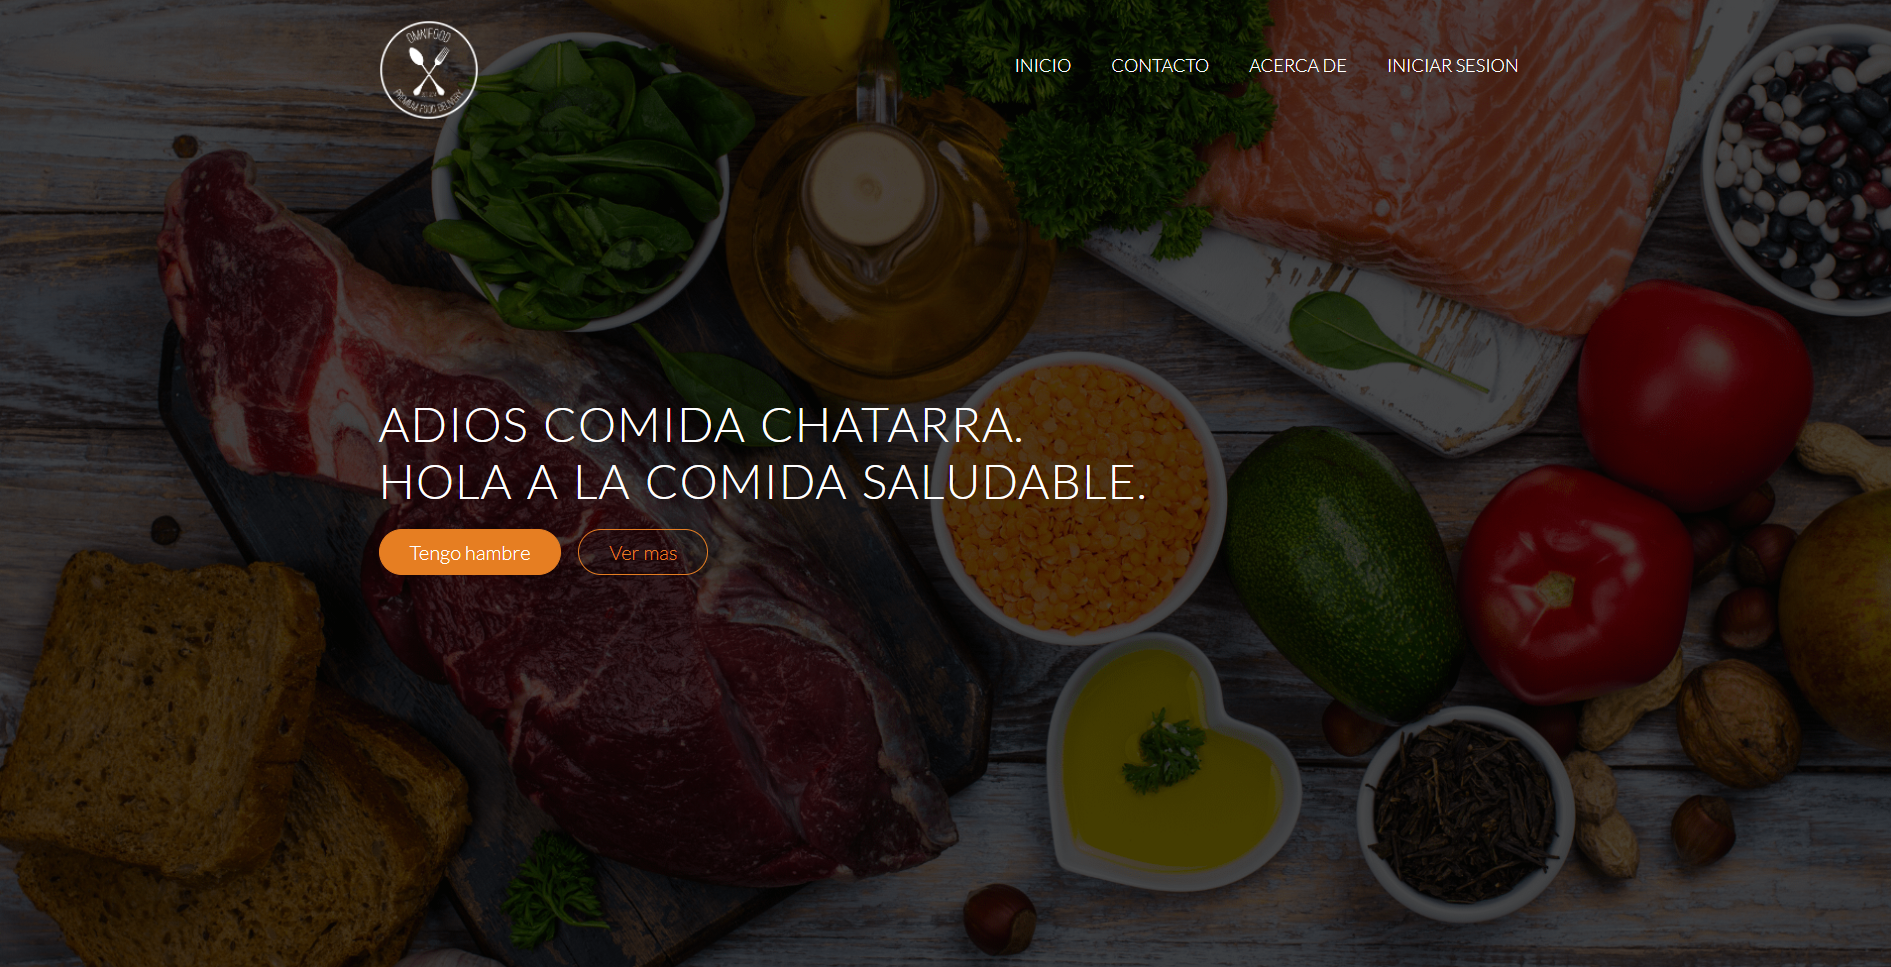 OMNIFOOD
PREMIUM FOOD DELIVERY
INICIO CONTACTO ACERCA DE INICIAR SESION
ADIOS COMIDA CHATARRA.
HOLA A LA COMIDA SALUDABLE.
Tengo hambre Ver mas